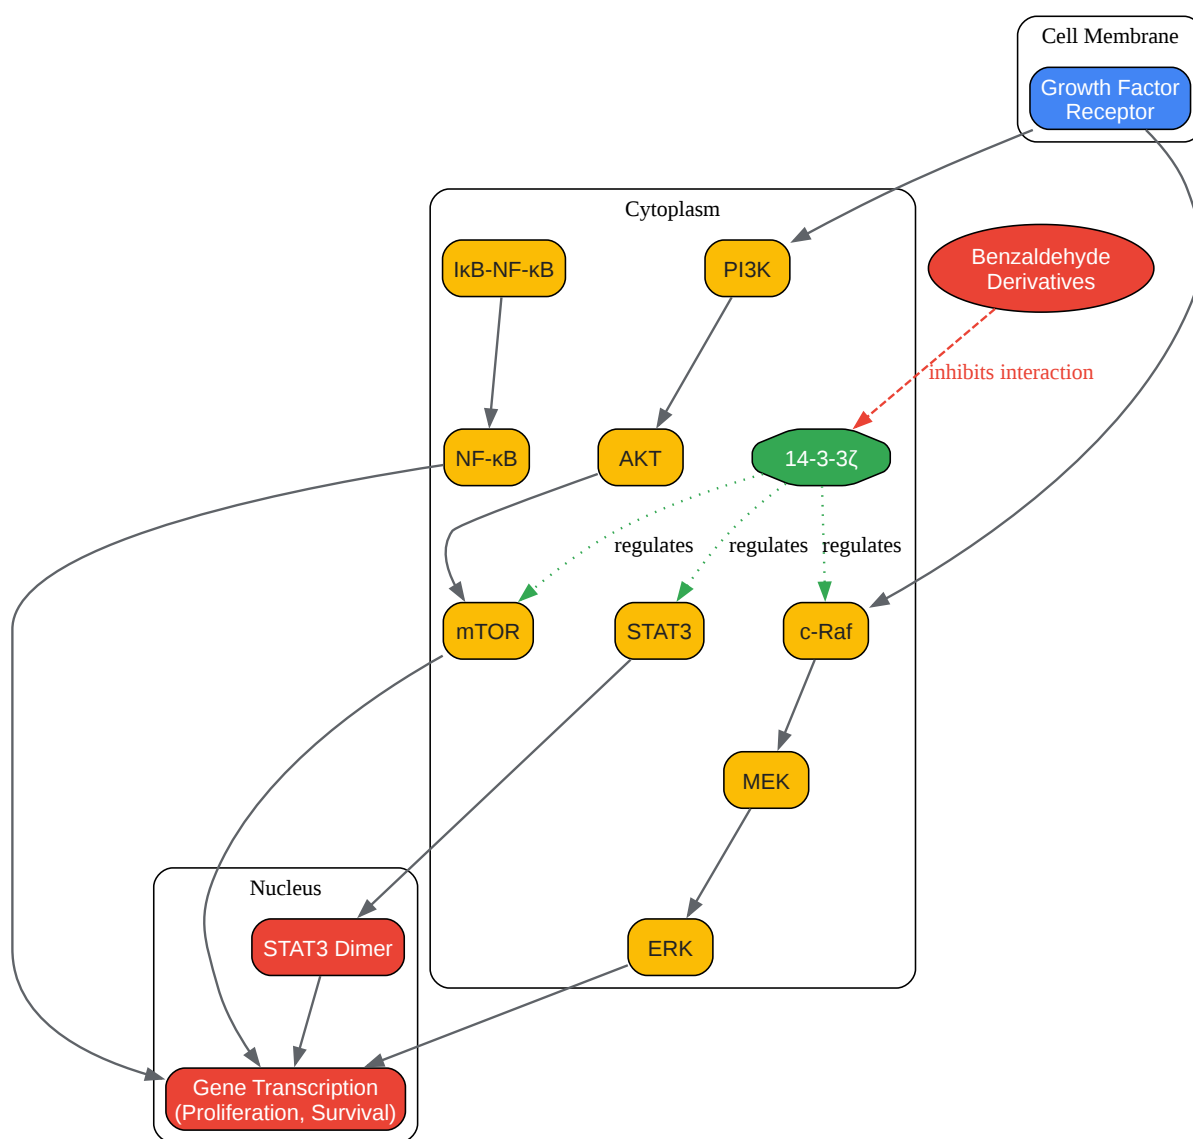 Cell Membrane
Growth Factor
Receptor
Cytoplasm
IκB-NF-κB
PI3K
Benzaldehyde
Derivatives
inhibits interaction
NF-κB
AKT
14-3-3ζ
regulates
regulates
regulates
mTOR
STAT3
c-Raf
MEK
Nucleus
STAT3 Dimer
ERK
Gene Transcription
(Proliferation, Survival)